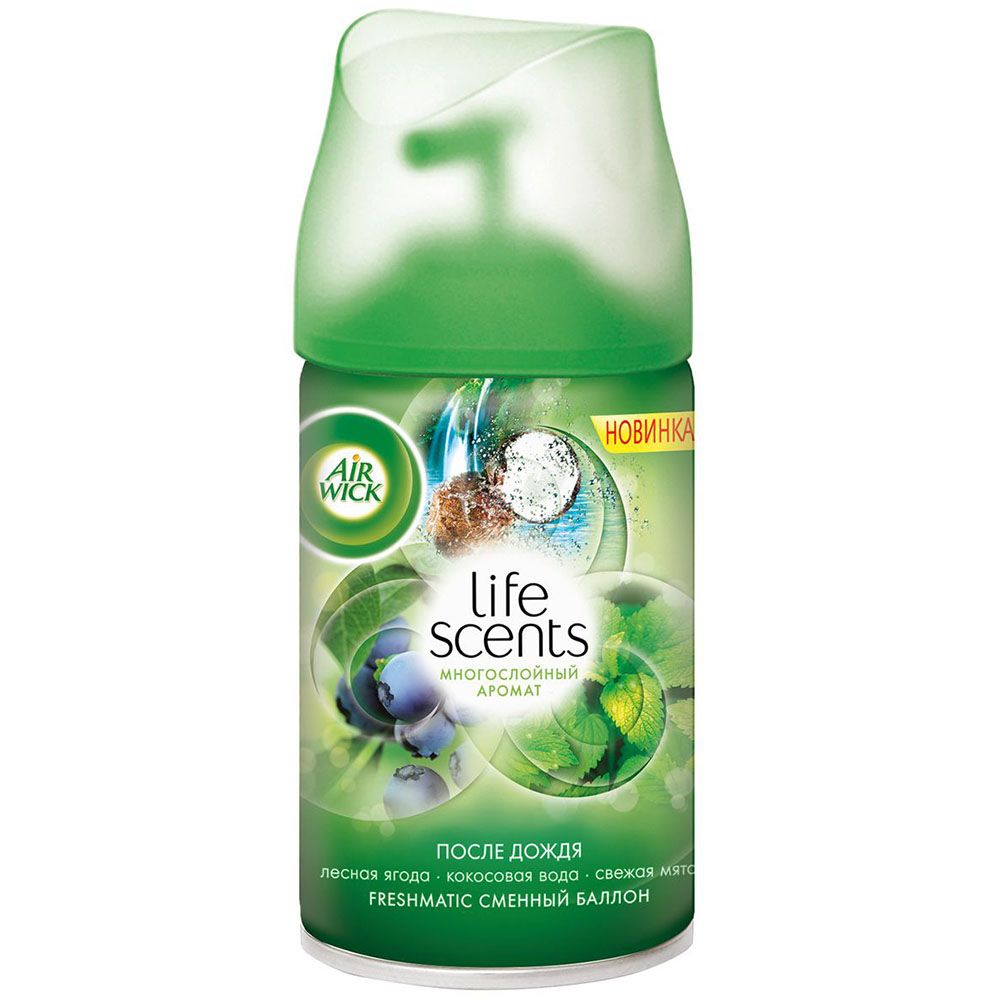 НОВИНКА
AIR
WICK
life
scents
МНОГОСЛОЙНЫЙ
АРОМАТ
ПОСЛЕ ДОЖДЯ
лесная ягода · кокосовая вода · свежая мята
FRESHMATIC СМЕННЫЙ БАЛЛОН